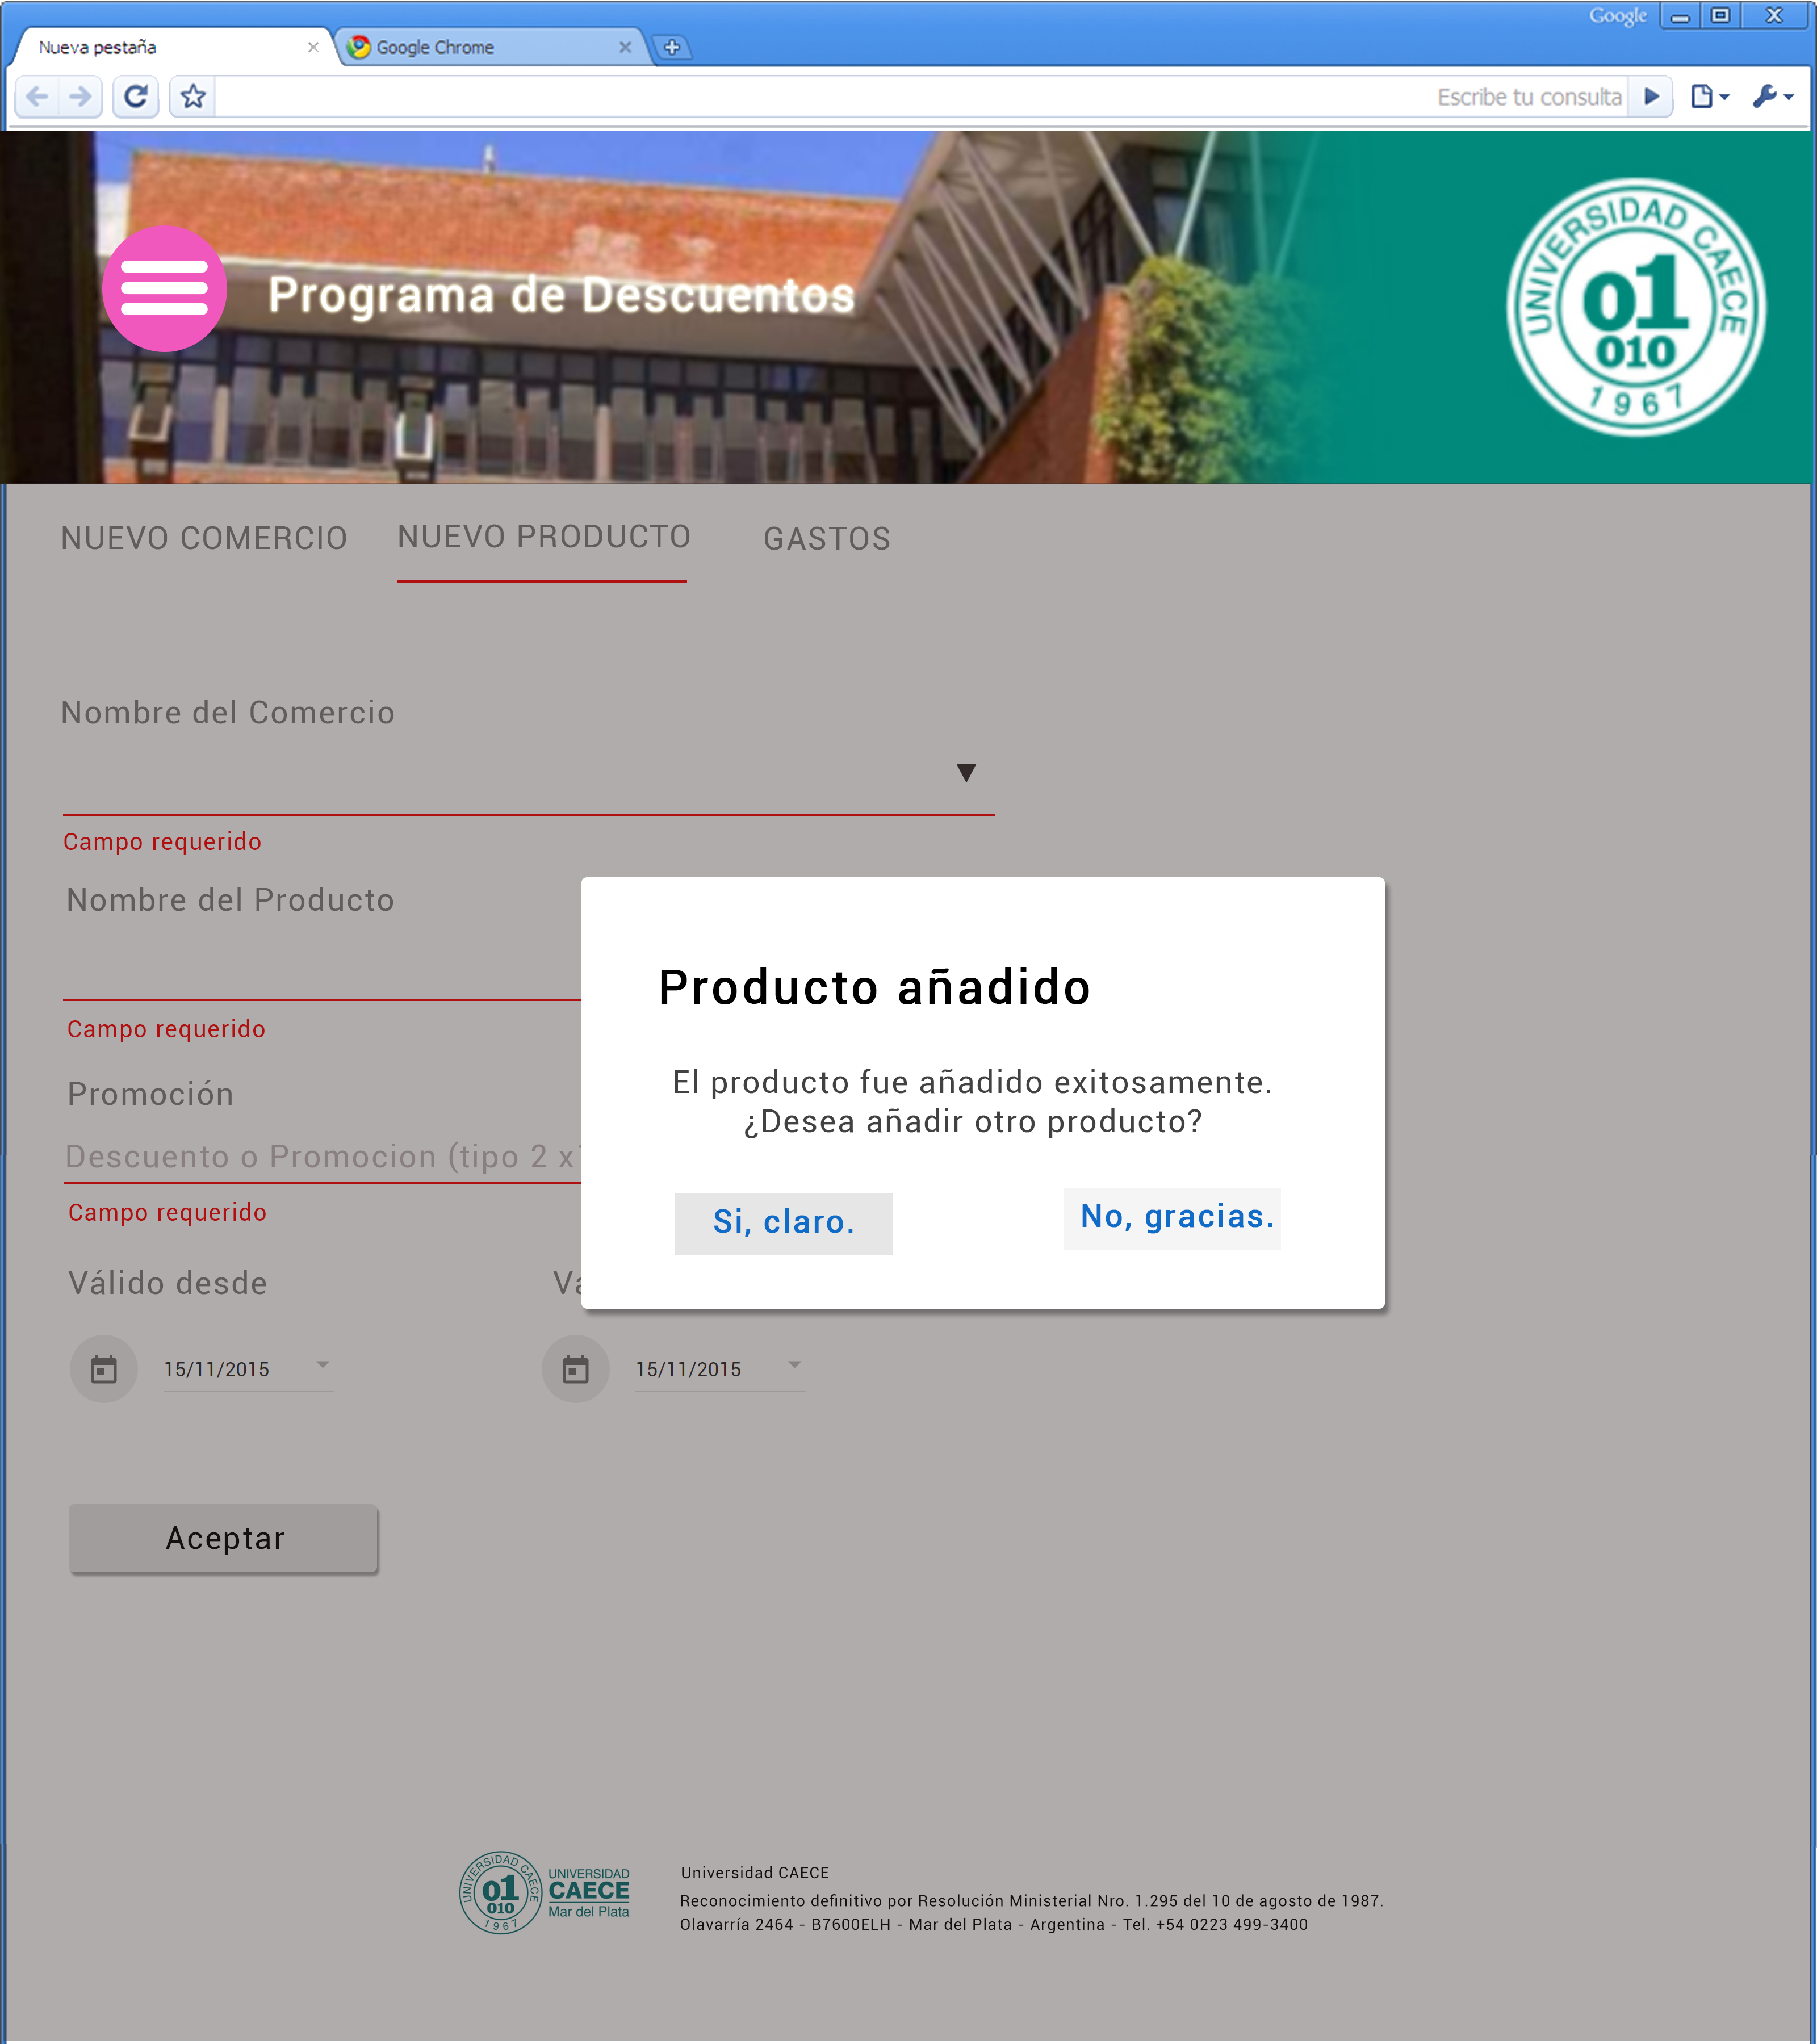 Google
Nueva pestaña
Google Chrome
Escribe tu consulta
Programa de Descuentos
UNIVERSIDAD CAECE
01
010
1967
NUEVO COMERCIO
NUEVO PRODUCTO
GASTOS
Nombre del Comercio
Campo requerido
Nombre del Producto
Campo requerido
Promoción
Descuento o Promocion (tipo 2 x
Campo requerido
Producto añadido
El producto fue añadido exitosamente.
¿Desea añadir otro producto?
Si, claro.
No, gracias.
Válido desde
15/11/2015
15/11/2015
Aceptar
UNIVERSIDAD CAECE
01
010
1967
UNIVERSIDAD
CAECE
Mar del Plata
Universidad CAECE
Reconocimiento definitivo por Resolución Ministerial Nro. 1.295 del 10 de agosto de 1987.
Olavarría 2464 - B7600ELH - Mar del Plata - Argentina - Tel. +54 0223 499-3400